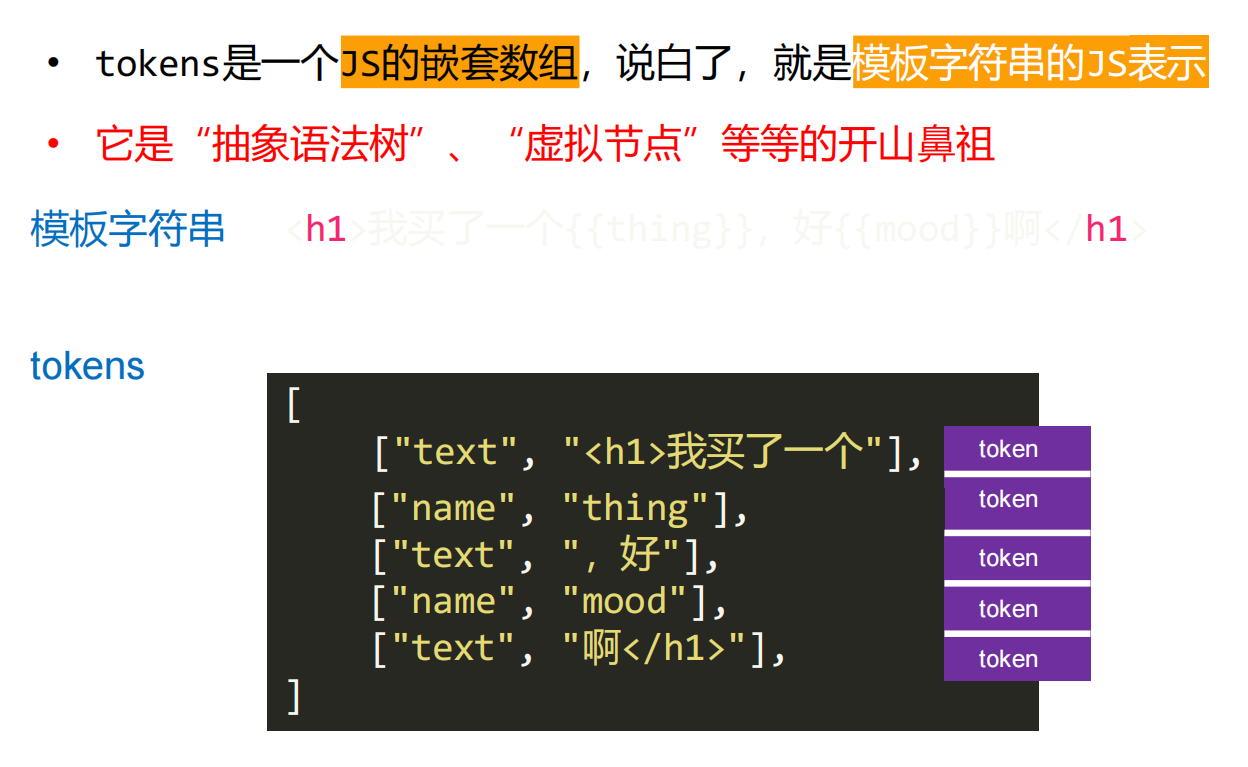 • tokens是一个JS的嵌套数组，说白了，就是模板字符串的JS表示
• 它是“抽象语法树”、 “虚拟节点”等等的开山鼻祖
模板字符串 <h1>我买了一个{{thing}}, 好{{mood}}啊</h1>
tokens
[
["text", "<h1>我买了一个"], token
["name", "thing"], token
["text", ", 好"], token
["name", "mood"], token
["text", "啊</h1>"], token
]